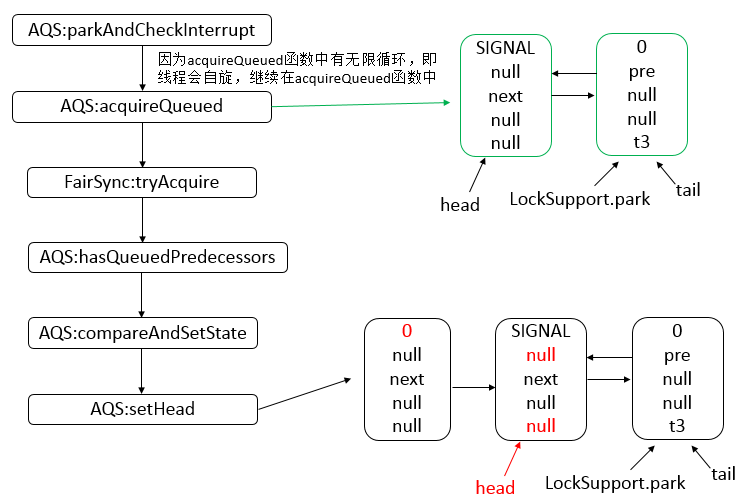 AQS:parkAndCheckInterrupt
因为acquireQueued函数中有无限循环，即
线程会自旋，继续在acquireQueued函数中
AQS:acquireQueued
FairSync:tryAcquire
AQS:hasQueuedPredecessors
AQS:compareAndSetState
AQS:setHead
SIGNAL
null
next
null
null
head
0
pre
null
null
t3
LockSupport.park
tail
0
null
next
null
null
SIGNAL
null
next
null
null
head
0
pre
null
null
t3
LockSupport.park
tail